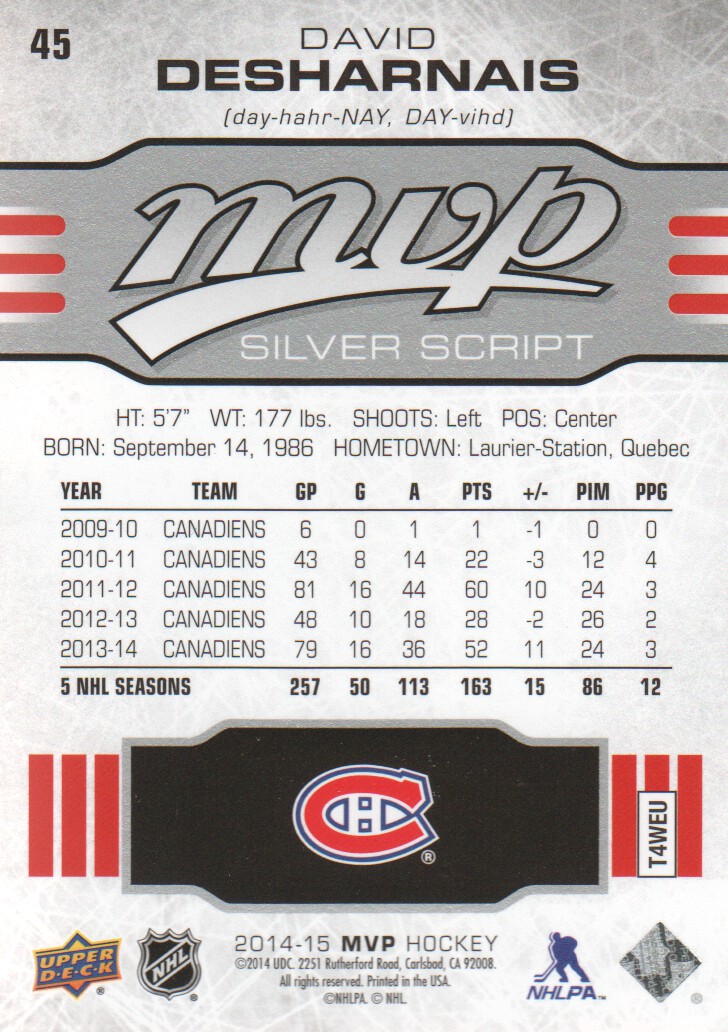 45
DAVID
DESHARNAIS
(day-hahr-NAY, DAY-vihd)
mvp
SILVER SCRIPT
HT: 5'7" WT: 177 lbs. SHOOTS: Left POS: Center
BORN: September 14, 1986 HOMETOWN: Laurier-Station, Quebec
YEAR TEAM GP G A PTS +/- PIM PPG
2009-10 CANADIENS 6 0 1 1 -1 0 0
2010-11 CANADIENS 43 8 14 22 -3 12 4
2011-12 CANADIENS 81 16 44 60 10 24 3
2012-13 CANADIENS 48 10 18 28 -2 26 2
2013-14 CANADIENS 79 16 36 52 11 24 3
5 NHL SEASONS 257 50 113 163 15 86 12
CH
®
T4WEU
UPPER
D·E·C·K
®
NHL
®
2014-15 MVP HOCKEY
©2014 UDC. 2251 Rutherford Road, Carlsbad, CA 92008.
All rights reserved. Printed in the USA.
©NHLPA. © NHL.
NHLPA™
®